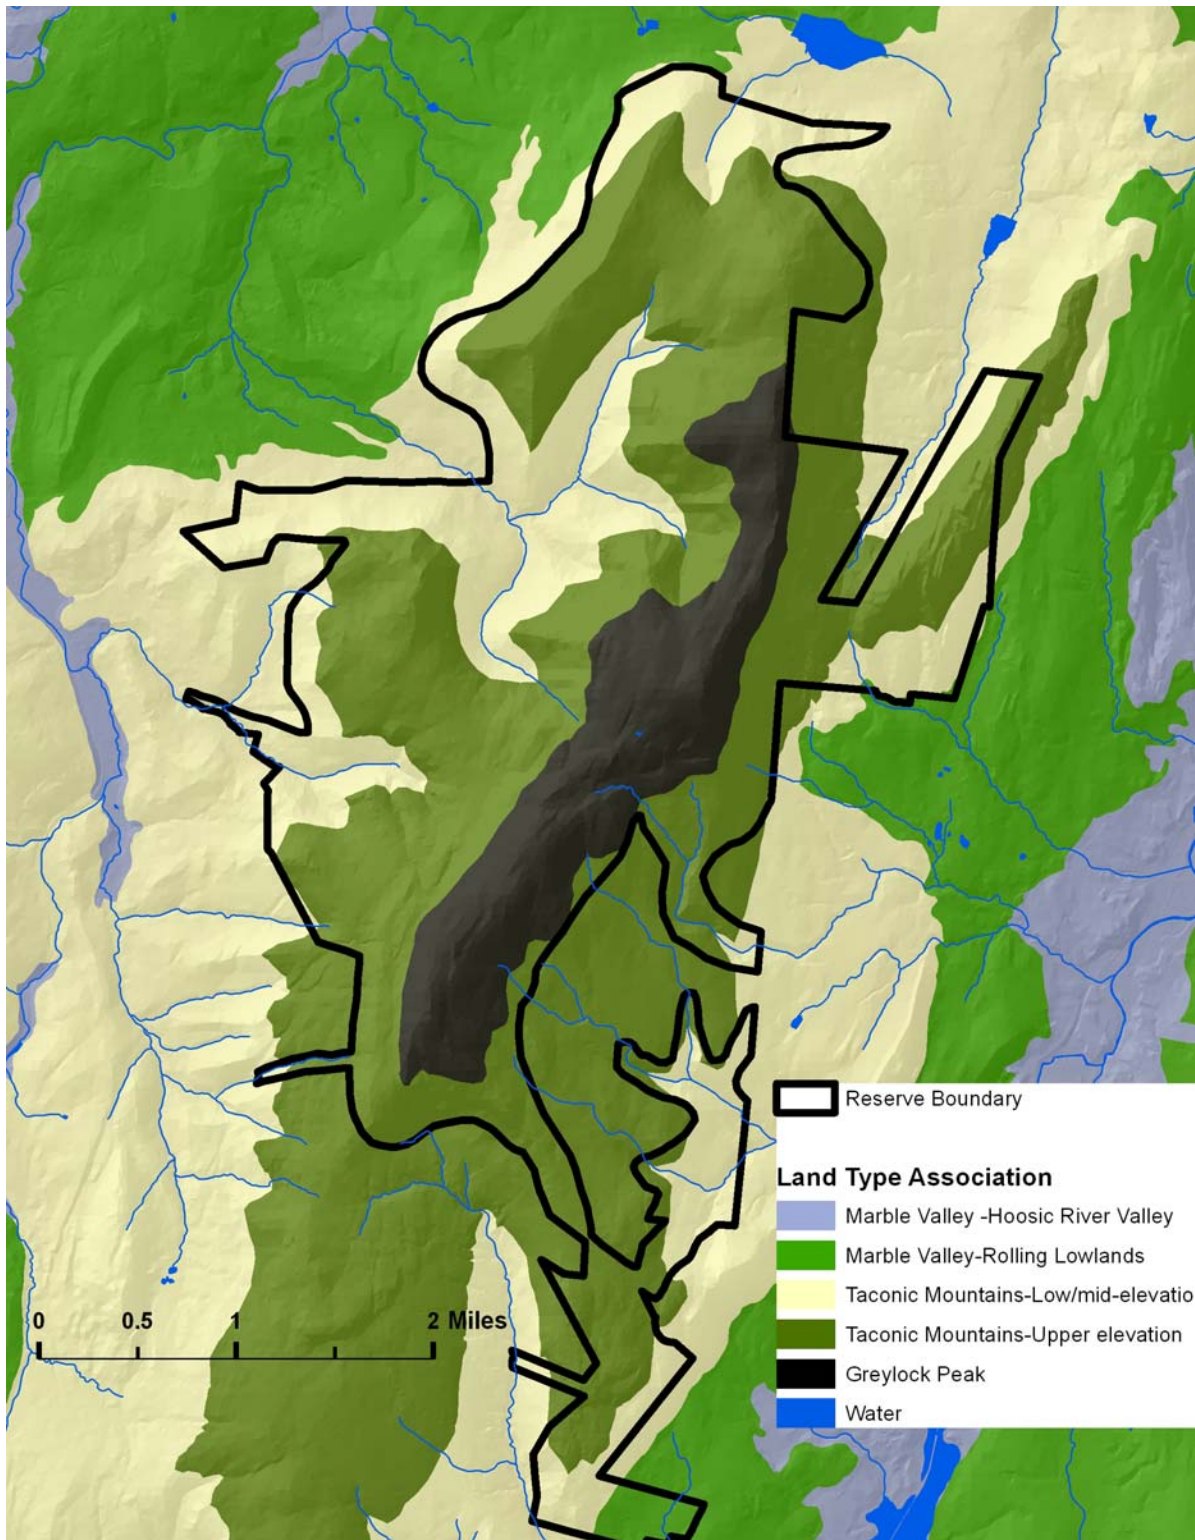 Reserve Boundary
Land Type Association
Marble Valley -Hoosic River Valley
Marble Valley-Rolling Lowlands
Taconic Mountains-Low/mid-elevatio
Taconic Mountains-Upper elevation
Greylock Peak
Water
0 0.5 1 2 Miles